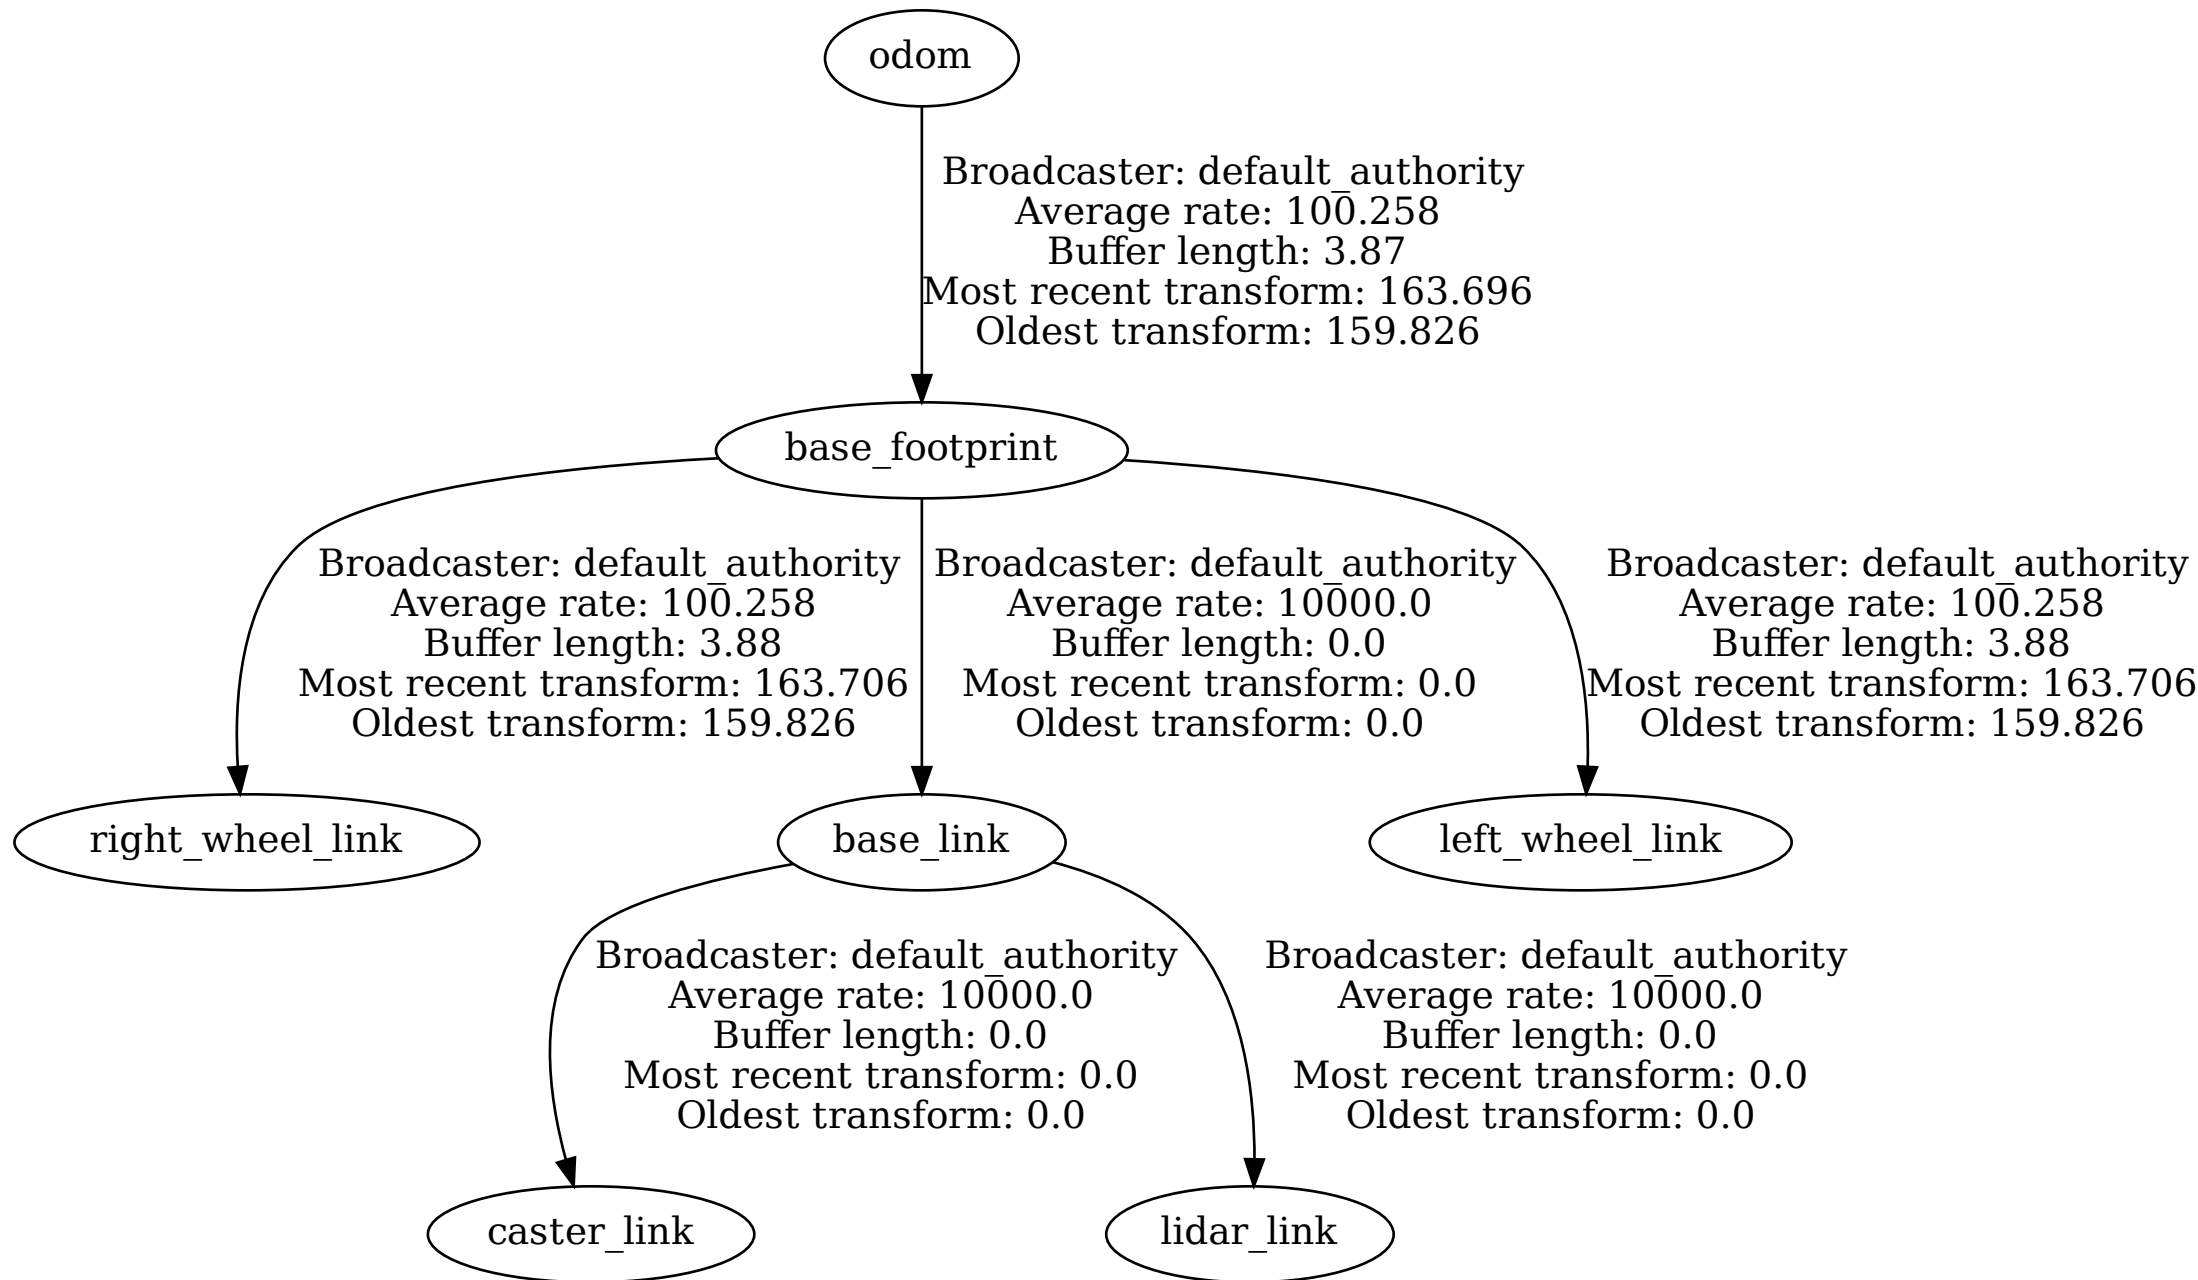 odom
Broadcaster: default_authority
Average rate: 100.258
Buffer length: 3.87
Most recent transform: 163.696
Oldest transform: 159.826
base_footprint
Broadcaster: default_authority
Average rate: 100.258
Buffer length: 3.88
Most recent transform: 163.706
Oldest transform: 159.826
Broadcaster: default_authority
Average rate: 10000.0
Buffer length: 0.0
Most recent transform: 0.0
Oldest transform: 0.0
Broadcaster: default_authority
Average rate: 100.258
Buffer length: 3.88
Most recent transform: 163.706
Oldest transform: 159.826
right_wheel_link
base_link
left_wheel_link
Broadcaster: default_authority
Average rate: 10000.0
Buffer length: 0.0
Most recent transform: 0.0
Oldest transform: 0.0
Broadcaster: default_authority
Average rate: 10000.0
Buffer length: 0.0
Most recent transform: 0.0
Oldest transform: 0.0
caster_link
lidar_link